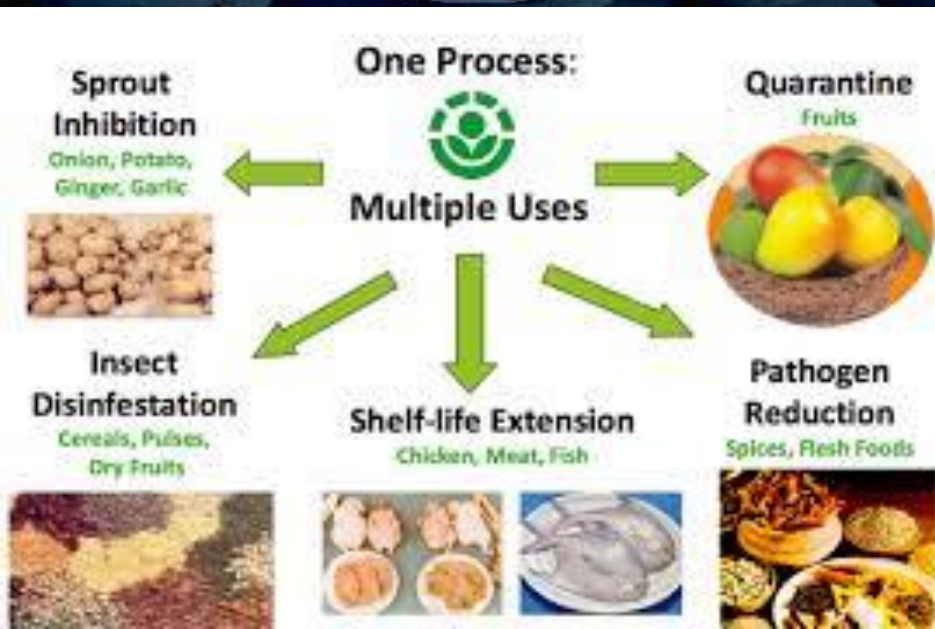 One Process:
Multiple Uses
Sprout
Inhibition
Onion, Potato,
Ginger, Garlic
Quarantine
Fruits
Insect
Disinfestation
Cereals, Pulses,
Dry Fruits
Shelf-life Extension
Chicken, Meat, Fish
Pathogen
Reduction
Spices, Flesh Foods